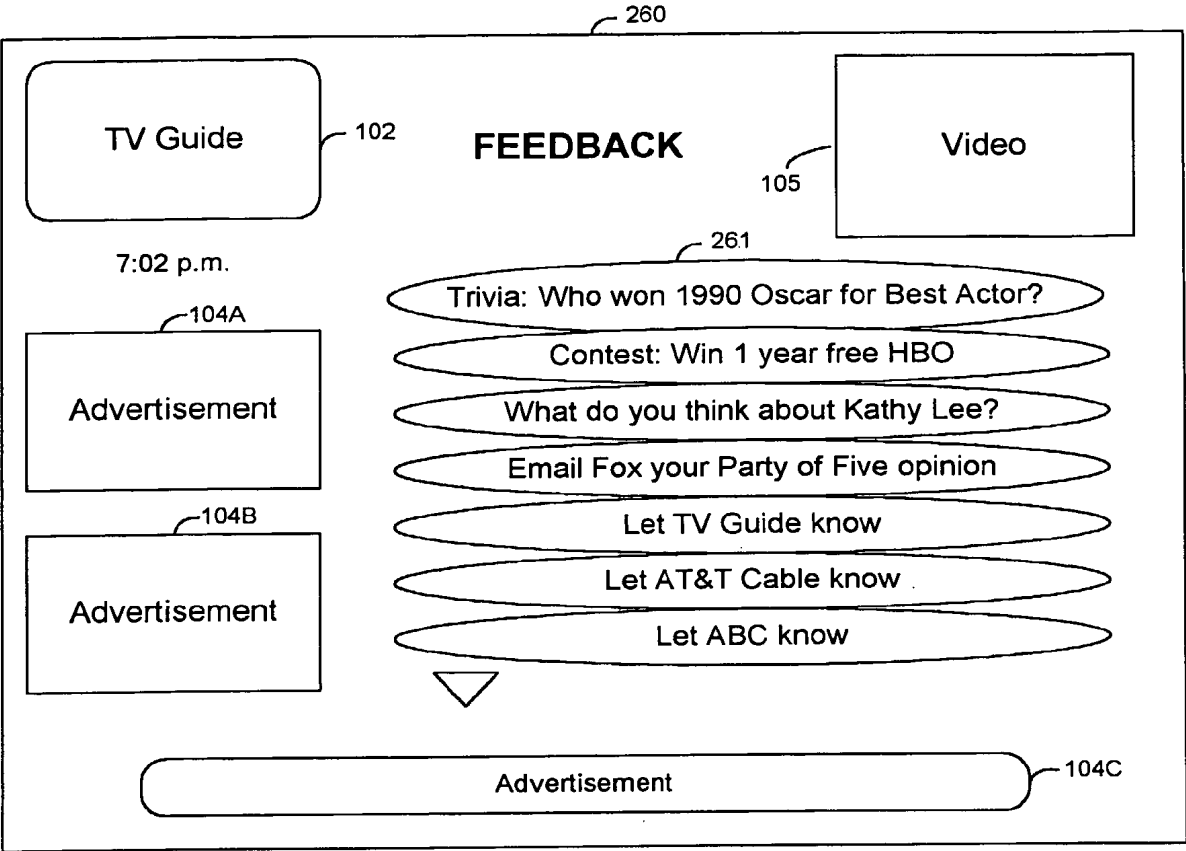 260
TV Guide
102
FEEDBACK
105
Video
7:02 p.m.
261
Trivia: Who won 1990 Oscar for Best Actor?
104A
Advertisement
Contest: Win 1 year free HBO
What do you think about Kathy Lee?
Email Fox your Party of Five opinion
104B
Advertisement
Let TV Guide know
Let AT&T Cable know
Let ABC know
Advertisement
104C